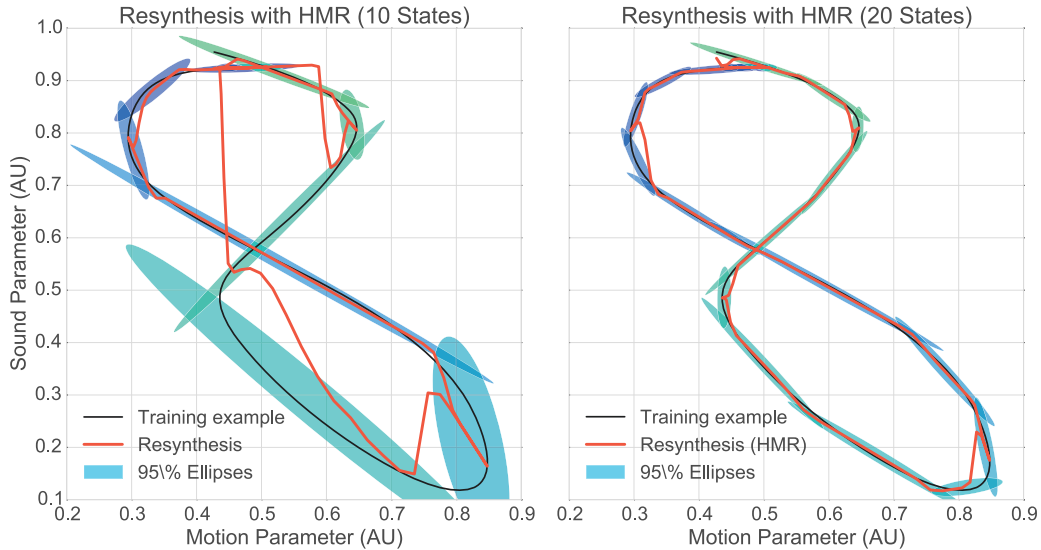 Resynthesis with HMR (10 States)
1.0
0.9
0.8
0.7
0.6
0.5
0.4
0.3
0.2
0.1
Sound Parameter (AU)
Training example
Resynthesis
95\% Ellipses
0.2 0.3 0.4 0.5 0.6 0.7 0.8 0.9
Motion Parameter (AU)
Resynthesis with HMR (20 States)
Training example
Resynthesis (HMR)
95\% Ellipses
0.2 0.3 0.4 0.5 0.6 0.7 0.8 0.9
Motion Parameter (AU)